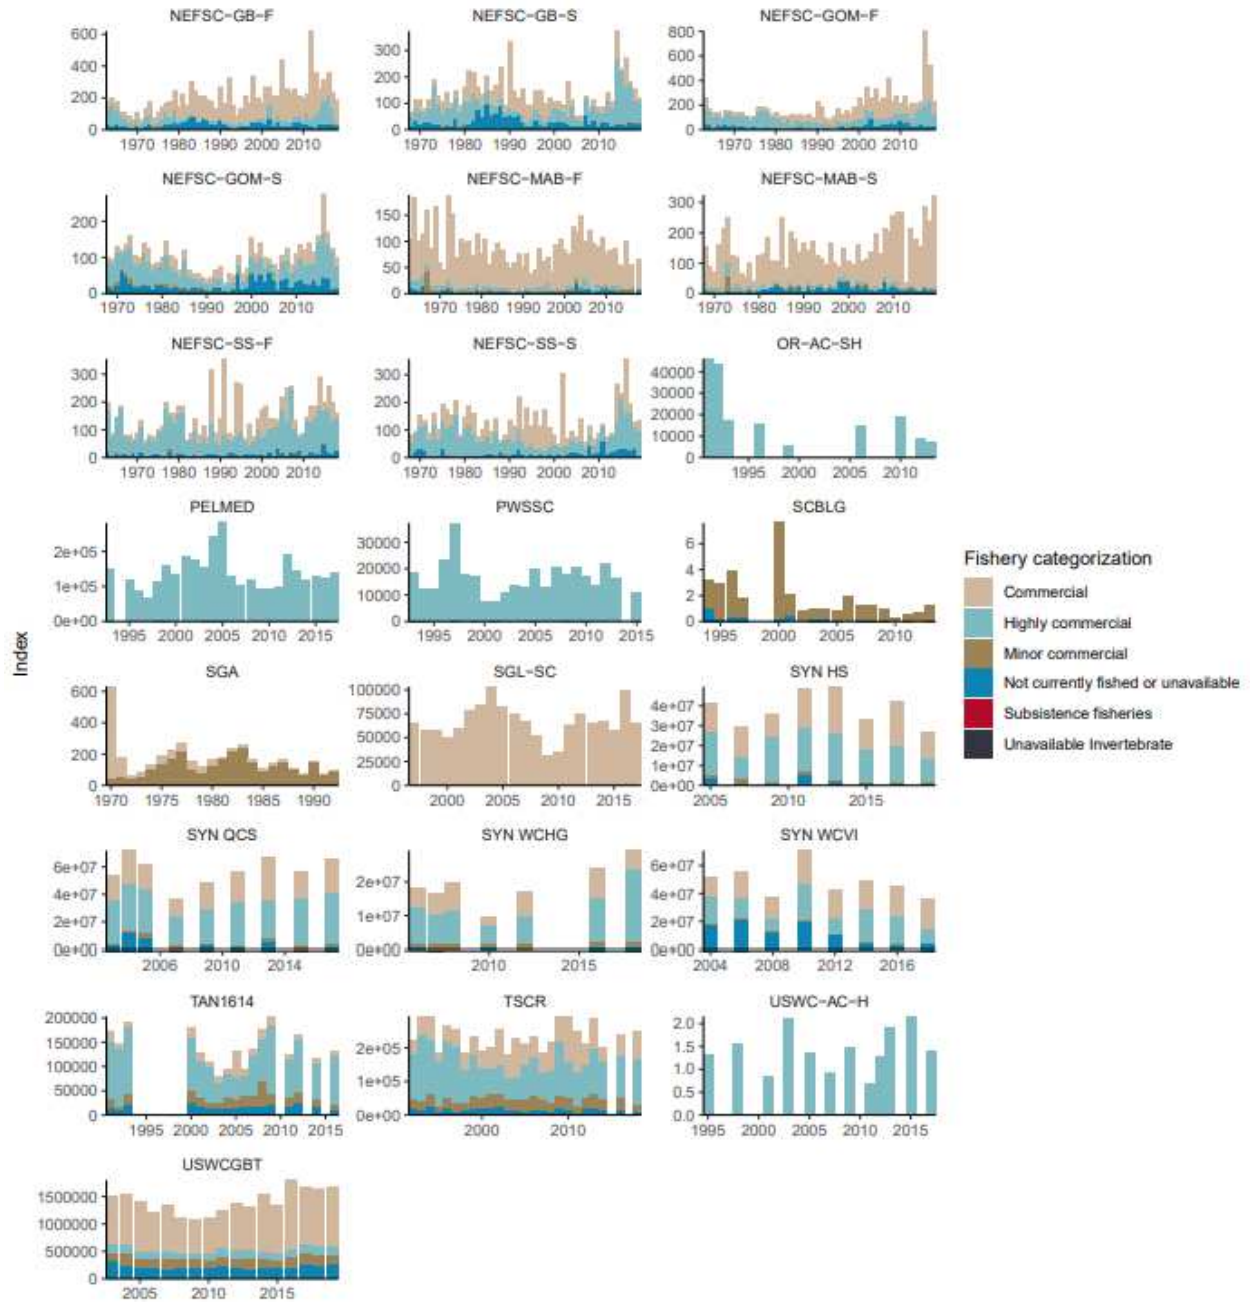 NEFSC−GB−F NEFSC−GB−S NEFSC−GOM−F
600 400 200 0
300 200 100 0
800 600 400 200 0
1970 1980 1990 2000 2010 1970 1980 1990 2000 2010 1970 1980 1990 2000 2010
NEFSC−GOM−S NEFSC−MAB−F NEFSC−MAB−S
200 100 0
150 100 50 0
300 200 100 0
1970 1980 1990 2000 2010 1970 1980 1990 2000 2010 1970 1980 1990 2000 2010
NEFSC−SS−F NEFSC−SS−S OR−AC−SH
300 200 100 0
300 200 100 0
40000 30000 20000 10000 0
1970 1980 1990 2000 2010 1970 1980 1990 2000 2010 1995 2000 2005 2010
PELMED PWSSC SCBLG
2e+05 1e+05 0e+00
30000 20000 10000 0
6 4 2 0
1995 2000 2005 2010 2015 1995 2000 2005 2010 2015 1995 2000 2005 2010
SGA SGL−SC SYN HS
600 400 200 0
100000 75000 50000 25000 0
4e+07 3e+07 2e+07 1e+07 0e+00
1970 1975 1980 1985 1990 2000 2005 2010 2015 2005 2010 2015
SYN QCS SYN WCHG SYN WCVI
6e+07 4e+07 2e+07 0e+00
2e+07 1e+07 0e+00
6e+07 4e+07 2e+07 0e+00
2006 2014 2010 2015 2004 2008 2012 2016
TAN1614 TSCR USWC−AC−H
200000 150000 100000 50000 0
2e+05 1e+05 0e+00
2.0 1.5 1.0 0.5 0.0
1995 2000 2005 2010 2015 2000 2010 1995 2000 2005 2010 2015
USWCGBT
1500000 1000000 500000 0
2005 2010 2015
Index
Fishery categorization
Commercial
Highly commercial
Minor commercial
Not currently fished or unavailable
Subsistence fisheries
Unavailable Invertebrate